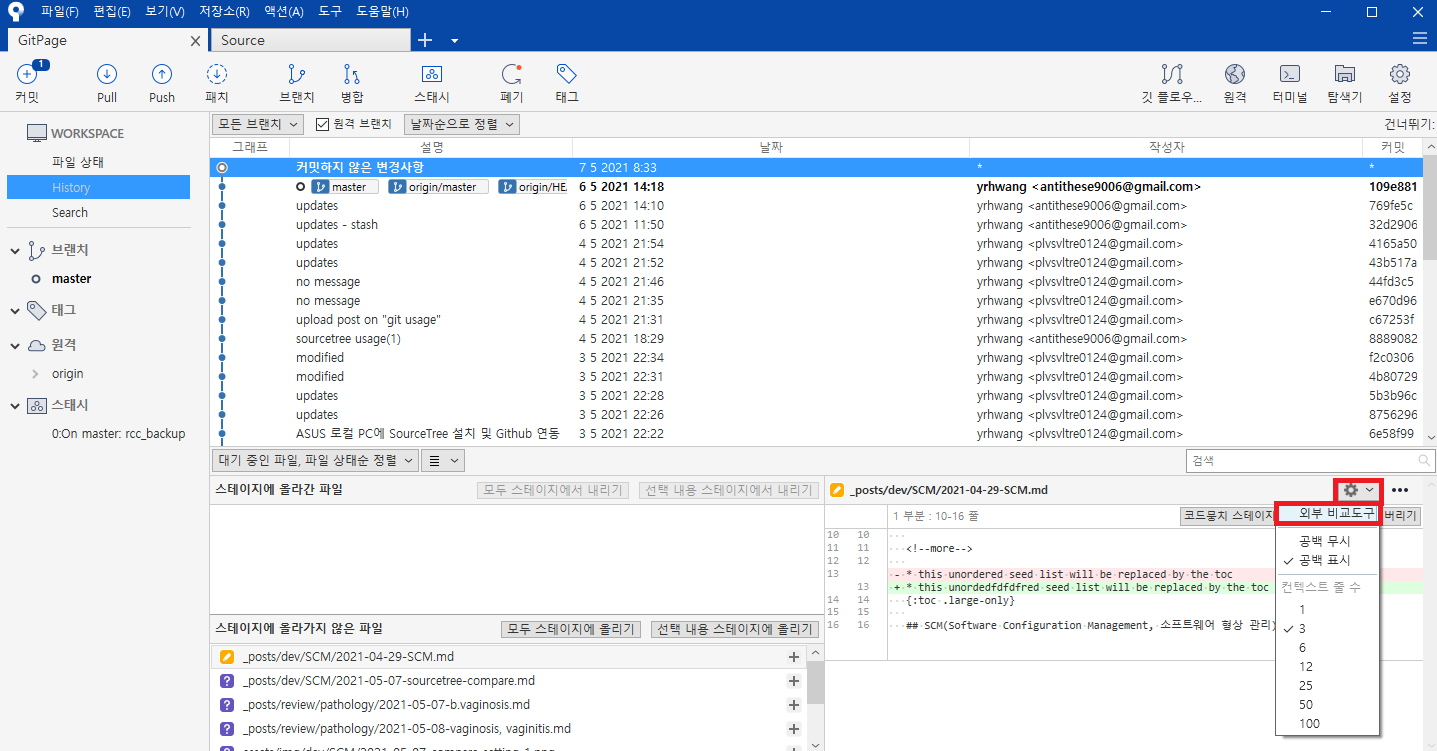 파일(F) 편집(E) 보기(V) 저장소(R) 액션(A) 도구 도움말(H)
GitPage Source
1
커밋 Pull Push 패치 브랜치 병합 스태시 폐기 태그 깃 플로우... 원격 터미널 탐색기 설정
WORKSPACE
파일 상태
History
Search
브랜치
master
태그
원격
origin
스태시
0:On master: rcc_backup
모든 브랜치 원격 브랜치 날짜순으로 정렬 건너뛰기:
그래프 설명 날짜 작성자 커밋
커밋하지 않은 변경사항 7 5 2021 8:33 * *
master origin/master origin/HE 6 5 2021 14:18 yrhwang <antithese9006@gmail.com> 109e881
updates 6 5 2021 14:10 yrhwang <antithese9006@gmail.com> 769fe5c
updates - stash 6 5 2021 11:50 yrhwang <antithese9006@gmail.com> 32d2906
updates 4 5 2021 21:54 yrhwang <plvsvltre0124@gmail.com> 4165a50
updates 4 5 2021 21:52 yrhwang <plvsvltre0124@gmail.com> 43b517a
no message 4 5 2021 21:46 yrhwang <plvsvltre0124@gmail.com> 44fd3c5
no message 4 5 2021 21:35 yrhwang <plvsvltre0124@gmail.com> e670d96
upload post on "git usage" 4 5 2021 21:31 yrhwang <plvsvltre0124@gmail.com> c67253f
sourcetree usage(1) 4 5 2021 18:29 yrhwang <antithese9006@gmail.com> 8889082
modified 3 5 2021 22:34 yrhwang <plvsvltre0124@gmail.com> f2c0306
modified 3 5 2021 22:31 yrhwang <plvsvltre0124@gmail.com> 4b80729
updates 3 5 2021 22:28 yrhwang <plvsvltre0124@gmail.com> 5b3b96c
updates 3 5 2021 22:26 yrhwang <plvsvltre0124@gmail.com> 8756296
ASUS 로컬 PC에 SourceTree 설치 및 Github 연동 3 5 2021 22:22 yrhwang <plvsvltre0124@gmail.com> 6e58f99
대기 중인 파일, 파일 상태순 정렬 검색
스테이지에 올라간 파일 모두 스테이지에서 내리기 선택 내용 스테이지에서 내리기
스테이지에 올라가지 않은 파일 모두 스테이지에 올리기 선택 내용 스테이지에 올리기
_posts/dev/SCM/2021-04-29-SCM.md
_posts/dev/SCM/2021-05-07-sourcetree-compare.md
_posts/review/pathology/2021-05-07-b.vaginosis.md
_posts/review/pathology/2021-05-08-vaginosis, vaginitis.md
assets/img/dev/SCM/2021-05-07-compare-setting-1.png
_posts/dev/SCM/2021-04-29-SCM.md
1 부분 : 10-16 줄 코드뭉치 스테이지 버리기
10 10
11 11 <!--more-->
12 12
13 - * this unordered seed list will be replaced by the toc
13 + * this unordedfdfdfred seed list will be replaced by the toc
14 14 {:toc .large-only}
15 15
16 16 ## SCM(Software Configuration Management, 소프트웨어 형상 관리)
외부 비교도구
공백 무시
공백 표시
컨텍스트 줄 수
1
3
6
12
25
50
100